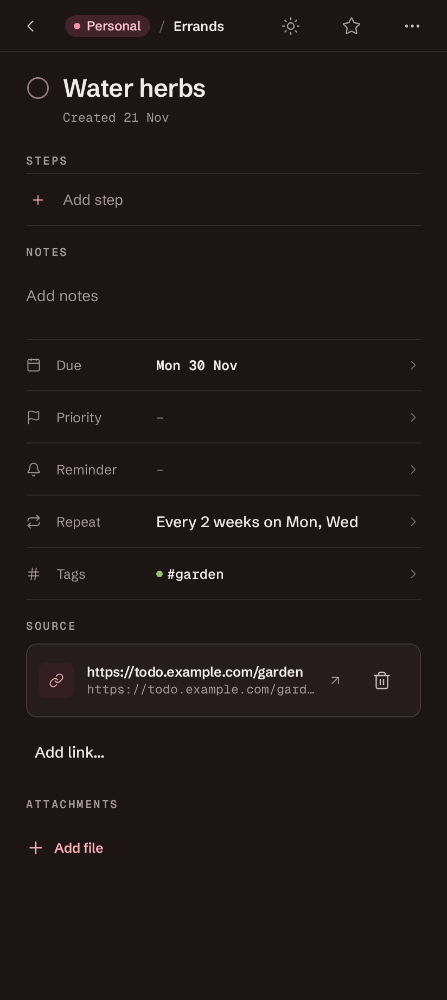 Personal / Errands
Water herbs
Created 21 Nov
STEPS
Add step
NOTES
Add notes
Due Mon 30 Nov
Priority –
Reminder –
Repeat Every 2 weeks on Mon, Wed
Tags #garden
SOURCE
https://todo.example.com/garden
https://todo.example.com/gard…
Add link…
ATTACHMENTS
Add file